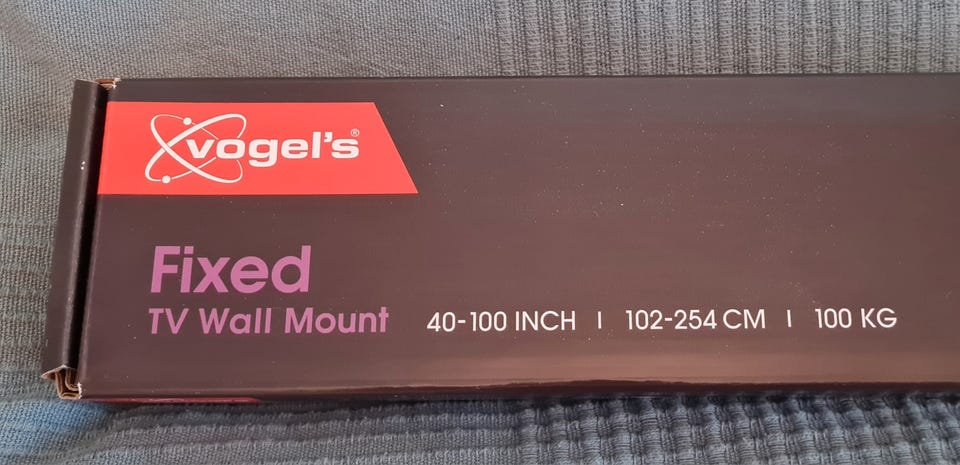 vogel's®
Fixed
TV Wall Mount 40-100 INCH | 102-254 CM | 100 KG